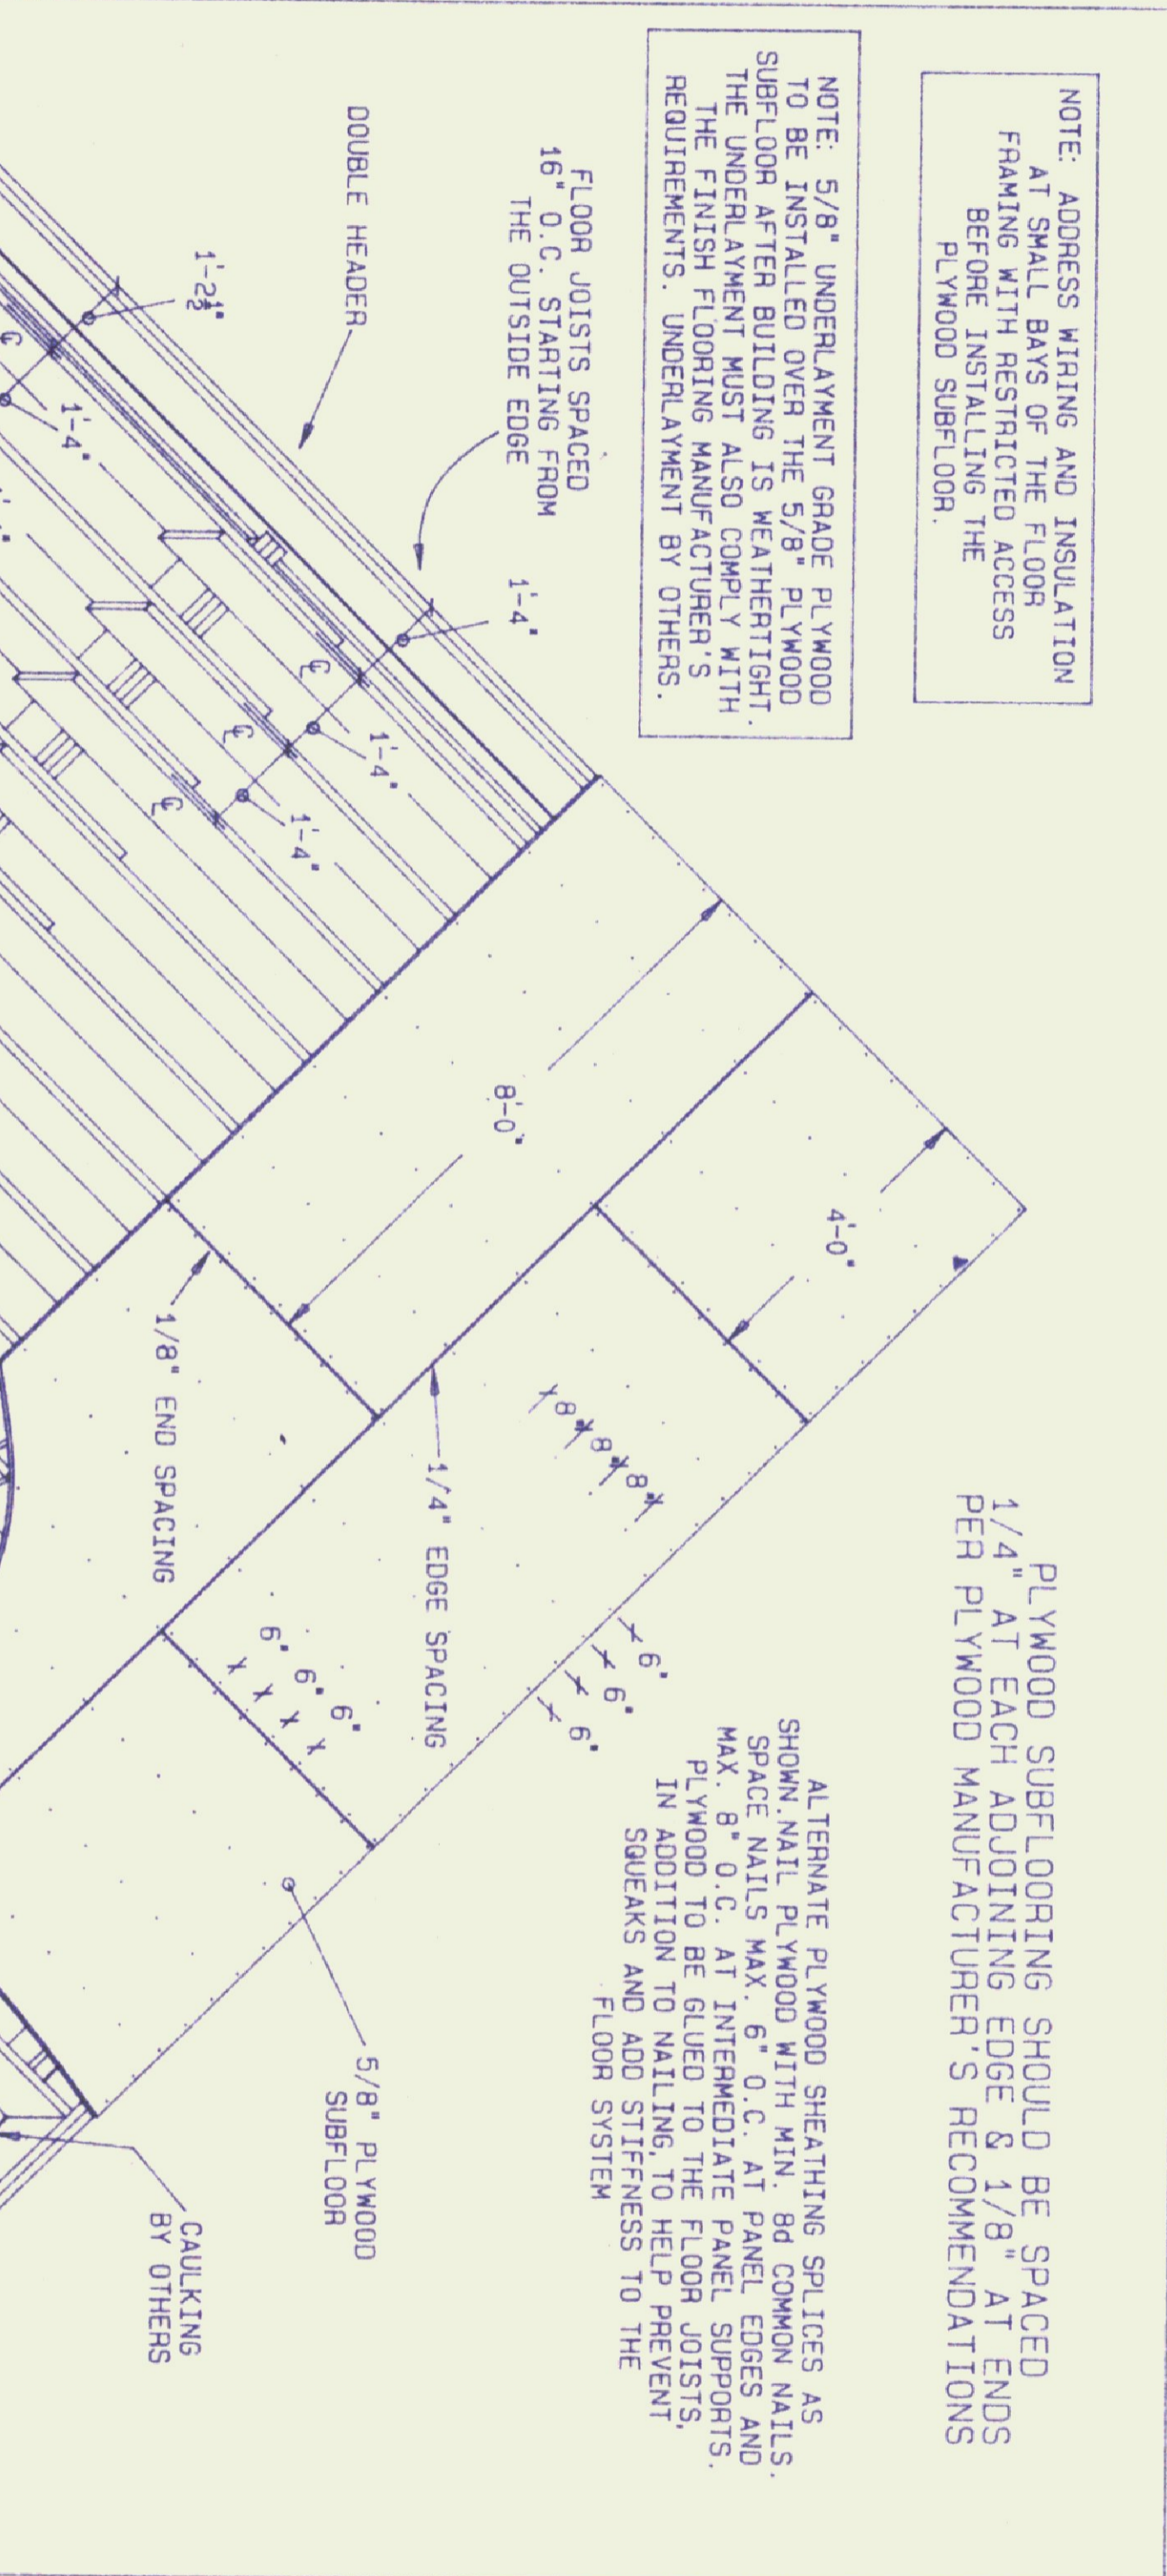 NOTE: ADDRESS WIRING AND INSULATION
AT SMALL BAYS OF THE FLOOR
FRAMING WITH RESTRICTED ACCESS
BEFORE INSTALLING THE
PLYWOOD SUBFLOOR.
NOTE: 5/8" UNDERLAYMENT GRADE PLYWOOD
TO BE INSTALLED OVER THE 5/8" PLYWOOD
SUBFLOOR AFTER BUILDING IS WEATHERTIGHT.
THE UNDERLAYMENT MUST ALSO COMPLY WITH
THE FINISH FLOORING MANUFACTURER'S
REQUIREMENTS. UNDERLAYMENT BY OTHERS.
FLOOR JOISTS SPACED
16" O.C. STARTING FROM
THE OUTSIDE EDGE
DOUBLE HEADER
1'-2½"
1'-4"
1'-4"
1'-4"
1'-4"
℄
℄
℄
℄
8'-0"
4'-0"
PLYWOOD SUBFLOORING SHOULD BE SPACED
1/4" AT EACH ADJOINING EDGE & 1/8" AT ENDS
PER PLYWOOD MANUFACTURER'S RECOMMENDATIONS
8" 8" 8"
6"
6"
6"
6" 6" 6"
1/4" EDGE SPACING
1/8" END SPACING
ALTERNATE PLYWOOD SHEATHING SPLICES AS
SHOWN.NAIL PLYWOOD WITH MIN. 8d COMMON NAILS.
SPACE NAILS MAX. 6" O.C. AT PANEL EDGES AND
MAX. 8" O.C. AT INTERMEDIATE PANEL SUPPORTS.
PLYWOOD TO BE GLUED TO THE FLOOR JOISTS,
IN ADDITION TO NAILING, TO HELP PREVENT
SQUEAKS AND ADD STIFFNESS TO THE
FLOOR SYSTEM
5/8" PLYWOOD
SUBFLOOR
CAULKING
BY OTHERS